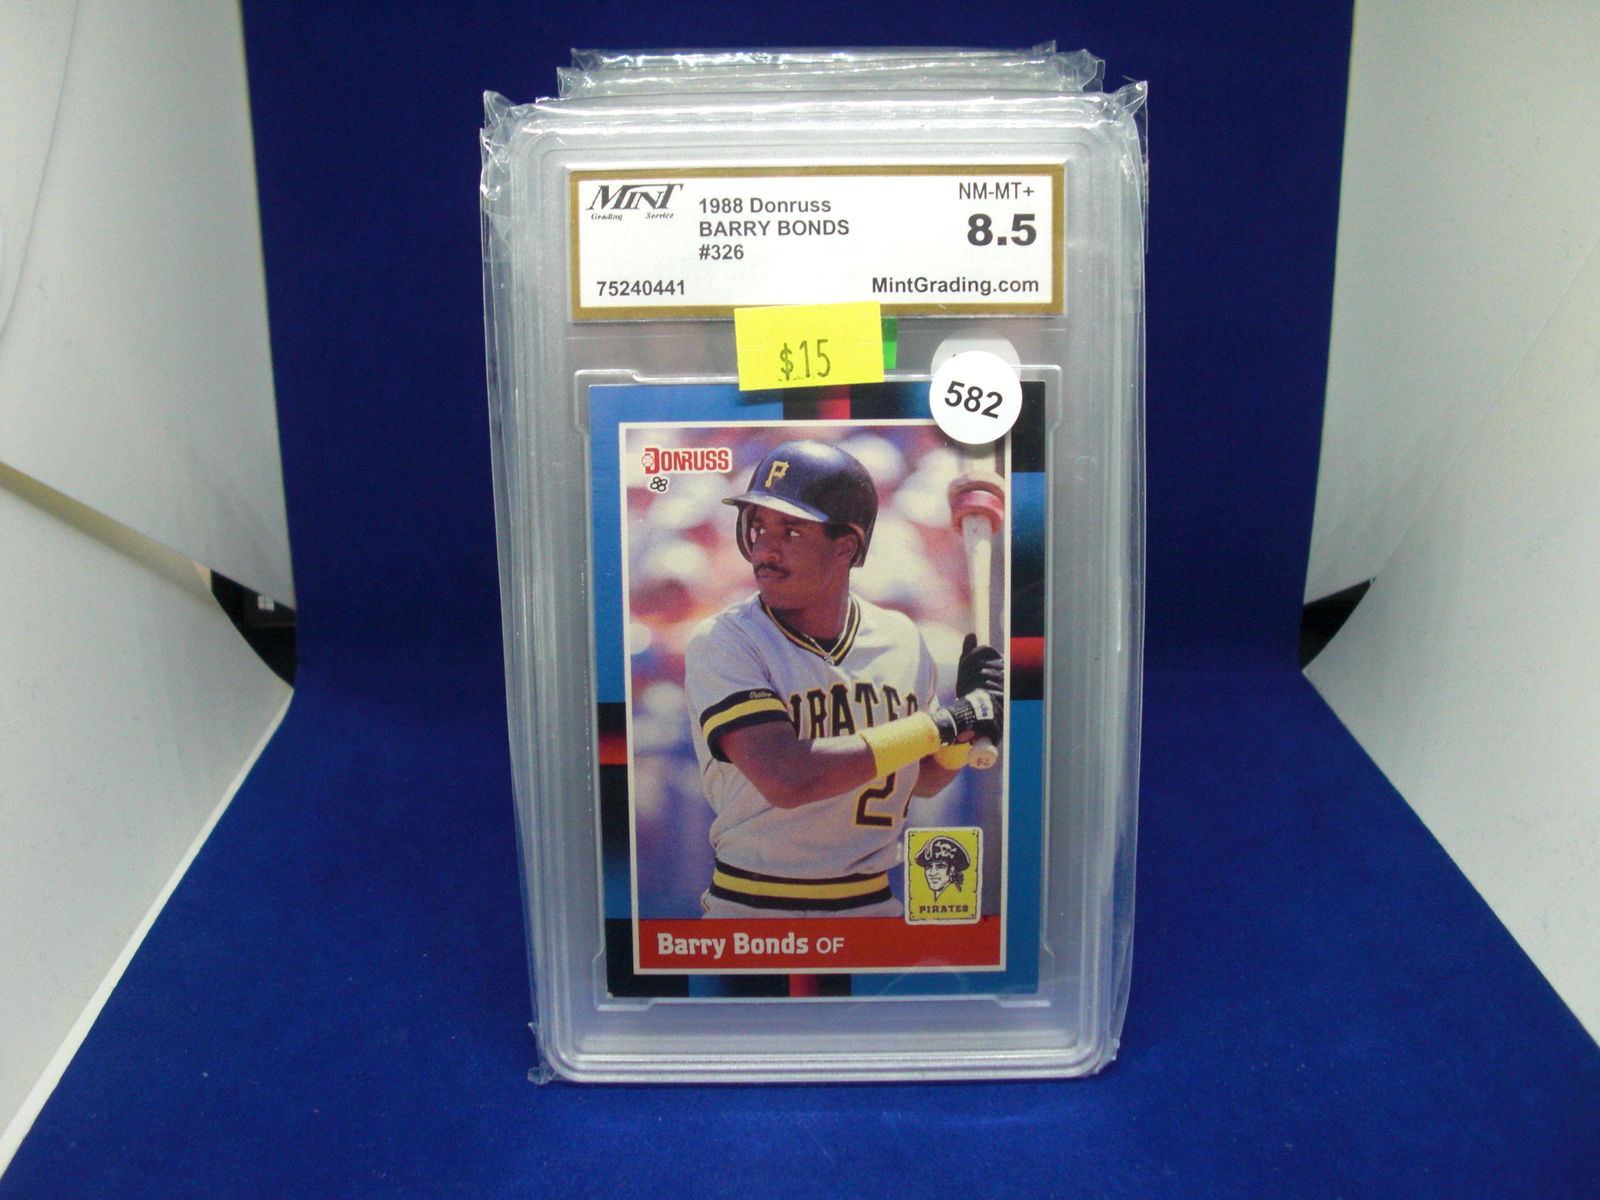 MINT
Grading Service
1988 Donruss
BARRY BONDS
#326
NM-MT+
8.5
75240441
MintGrading.com
$15
582
DONRUSS
88
P
PIRATES
2
PIRATES
Barry Bonds OF